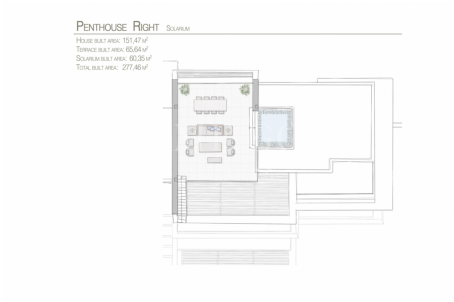 PENTHOUSE RIGHT SOLARIUM
HOUSE BUILT AREA: 151,47 M²
TERRACE BUILT AREA: 65,64 M²
SOLARIUM BUILT AREA: 60,35 M²
TOTAL BUILT AREA: 277,46 M²